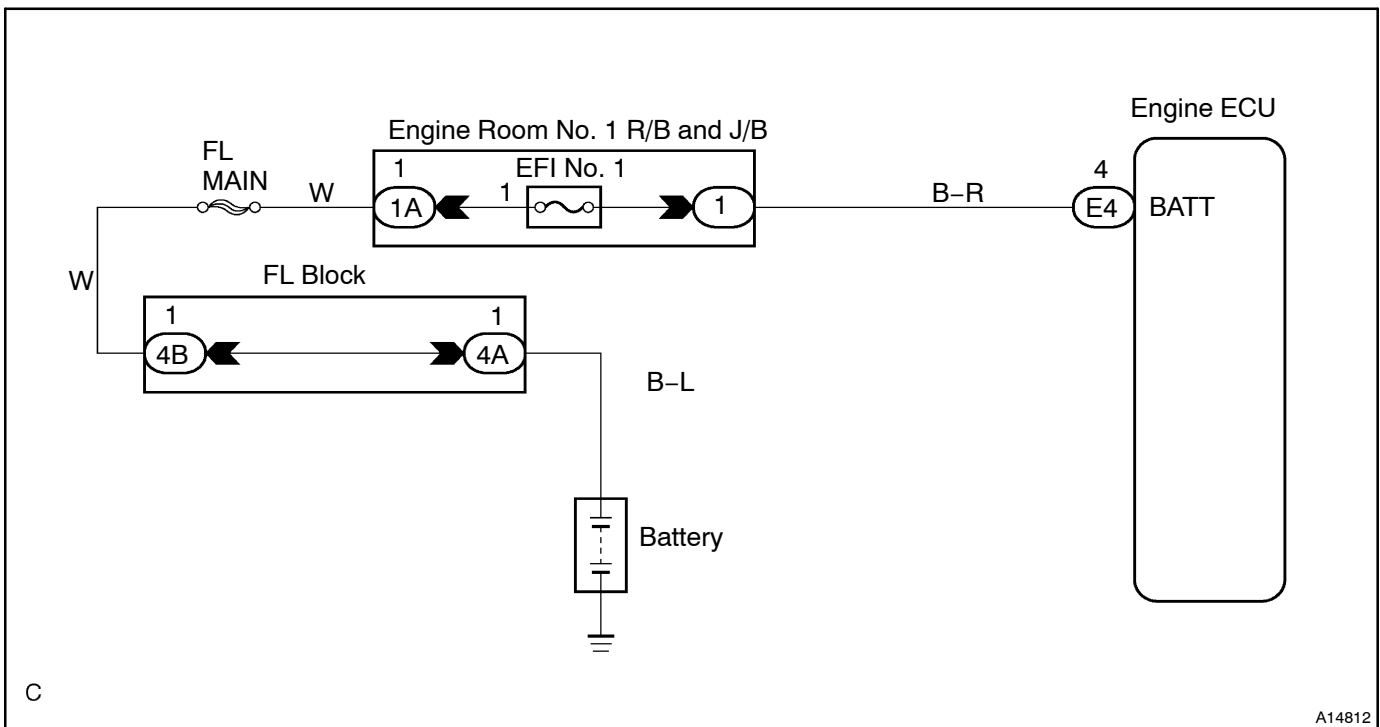 Engine ECU
Engine Room No. 1 R/B and J/B
FL
MAIN
W
1
EFI No. 1
1
1A
1
B−R
4
E4
BATT
W
FL Block
1
1
4B
4A
B−L
Battery
C
A14812